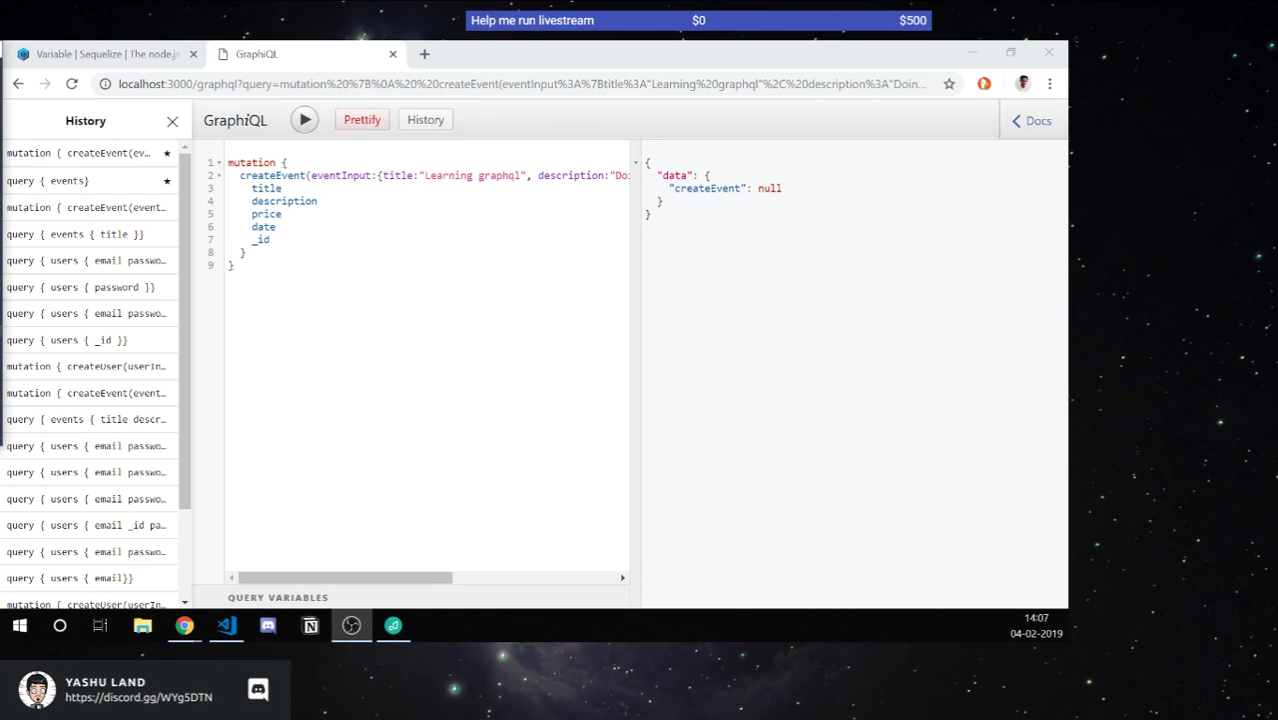 Help me run livestream $0 $500
Variable | Sequelize | The node.js
GraphiQL
localhost:3000/graphql?query=mutation%20%7B%0A%20%20createEvent(eventInput%3A%7Btitle%3A"Learning%20graphql"%2C%20description%3A"Doin...
History
GraphiQL
Prettify
History
Docs
mutation { createEvent(ev... ★
query { events} ★
mutation { createEvent(event...
query { events { title }}
query { users { email passwo...
query { users { password }}
query { users { email passwo...
query { users { _id }}
mutation { createUser(userIn...
mutation { createEvent(event...
query { events { title descr...
query { users { email passwo...
query { users { email passwo...
query { users { email passwo...
query { users { email _id pa...
query { users { email passwo...
query { users { email}}
mutation { createUser(userIn...
1 mutation {
2 createEvent(eventInput:{title:"Learning graphql", description:"Doi
3 title
4 description
5 price
6 date
7 _id
8 }
9 }
QUERY VARIABLES
{
"data": {
"createEvent": null
}
}
14:07
04-02-2019
YASHU LAND
https://discord.gg/WYg5DTN